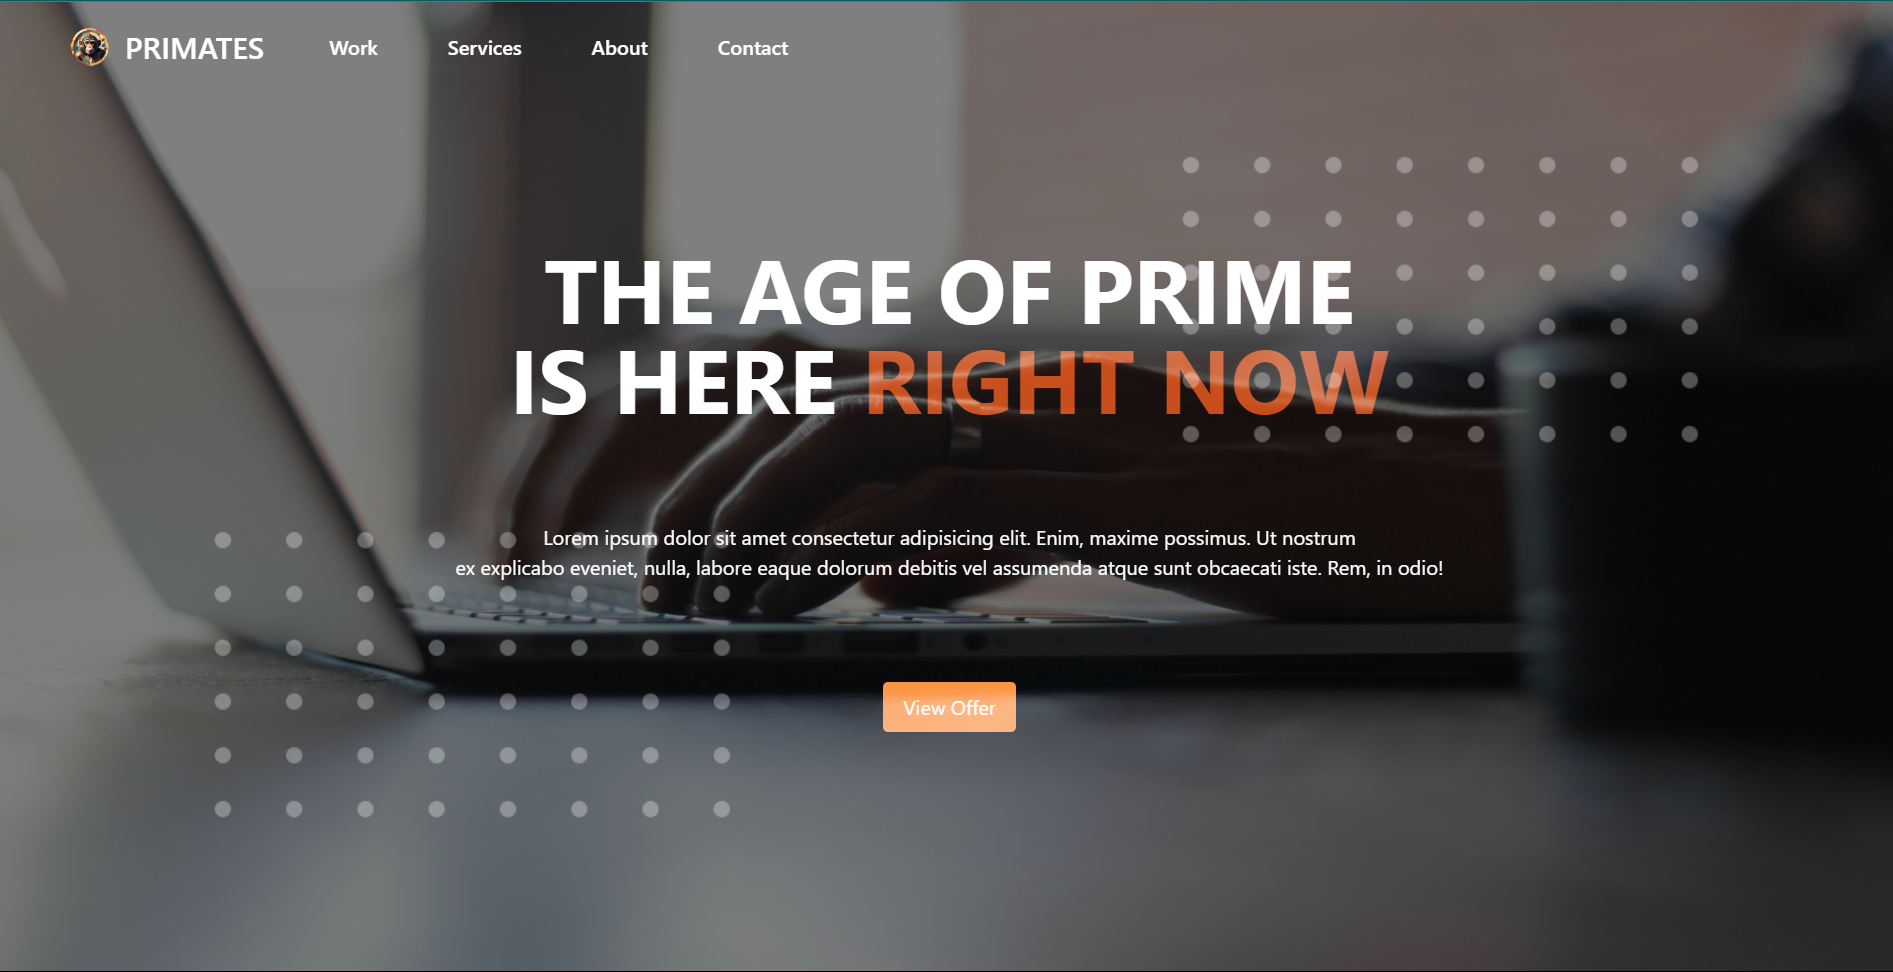 PRIMATES Work Services About Contact
THE AGE OF PRIME
IS HERE RIGHT NOW
Lorem ipsum dolor sit amet consectetur adipisicing elit. Enim, maxime possimus. Ut nostrum
ex explicabo eveniet, nulla, labore eaque dolorum debitis vel assumenda atque sunt obcaecati iste. Rem, in odio!
View Offer